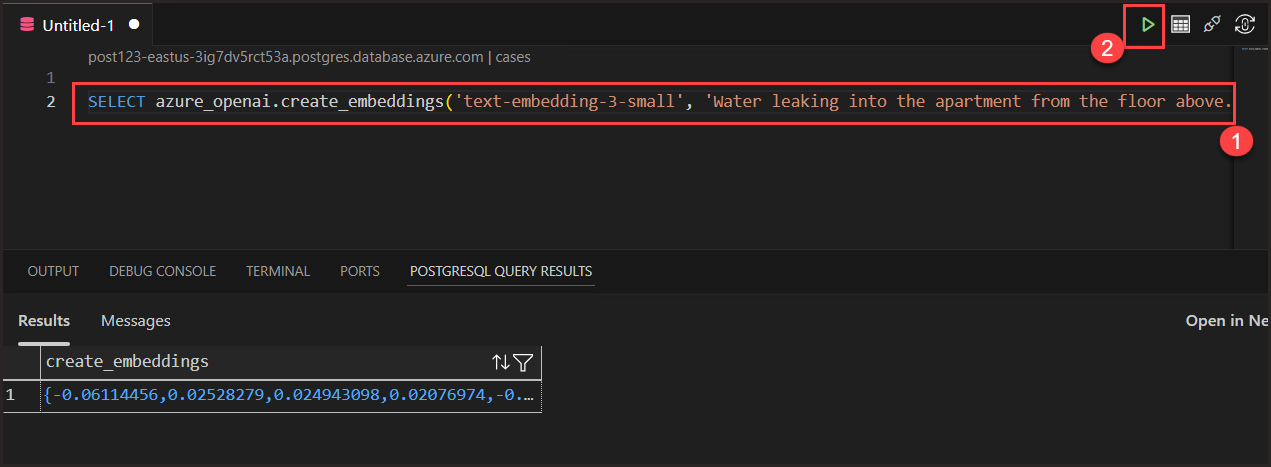 Untitled-1
2
post123-eastus-3ig7dv5rct53a.postgres.database.azure.com | cases
1
2 SELECT azure_openai.create_embeddings('text-embedding-3-small', 'Water leaking into the apartment from the floor above.
1
OUTPUT DEBUG CONSOLE TERMINAL PORTS POSTGRESQL QUERY RESULTS
Results Messages Open in Ne
create_embeddings
1 {-0.06114456,0.02528279,0.024943098,0.02076974,-0....